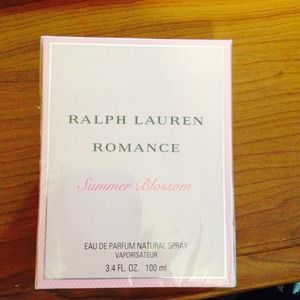 RALPH LAUREN
ROMANCE
Summer Blossom
EAU DE PARFUM NATURAL SPRAY
VAPORISATEUR
3.4 FL. OZ. 100 ml